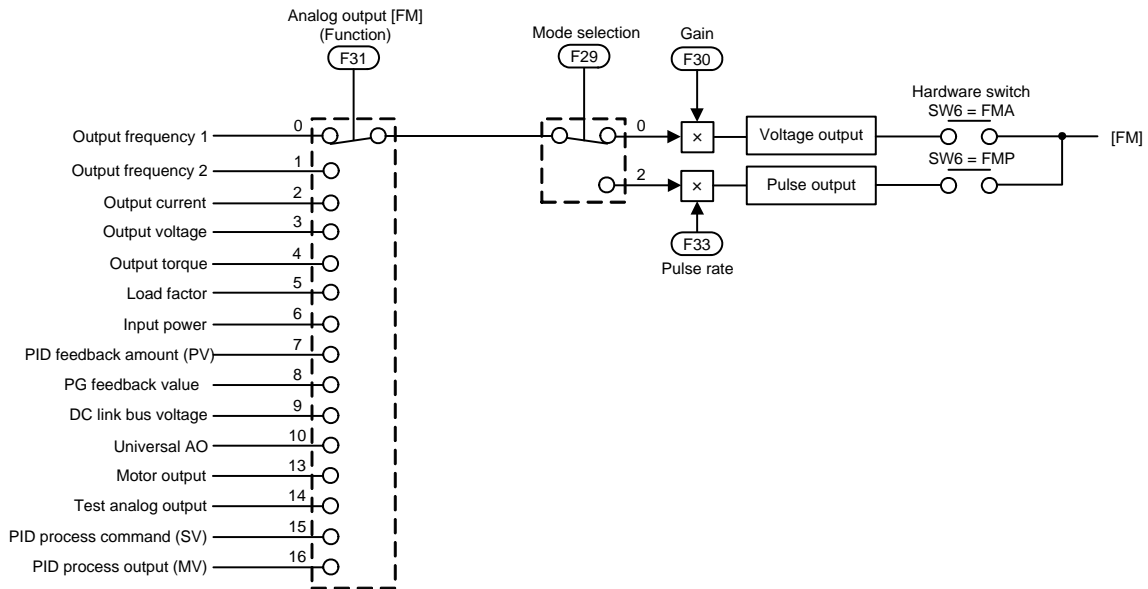 Analog output [FM]
(Function)
F31
Mode selection
F29
Gain
F30
Hardware switch
SW6 = FMA
Output frequency 1
0
0
×
Voltage output
[FM]
SW6 = FMP
Output frequency 2
1
2
×
Pulse output
Output current
2
Output voltage
3
F33
Pulse rate
Output torque
4
Load factor
5
Input power
6
PID feedback amount (PV)
7
PG feedback value
8
DC link bus voltage
9
Universal AO
10
Motor output
13
Test analog output
14
PID process command (SV)
15
PID process output (MV)
16